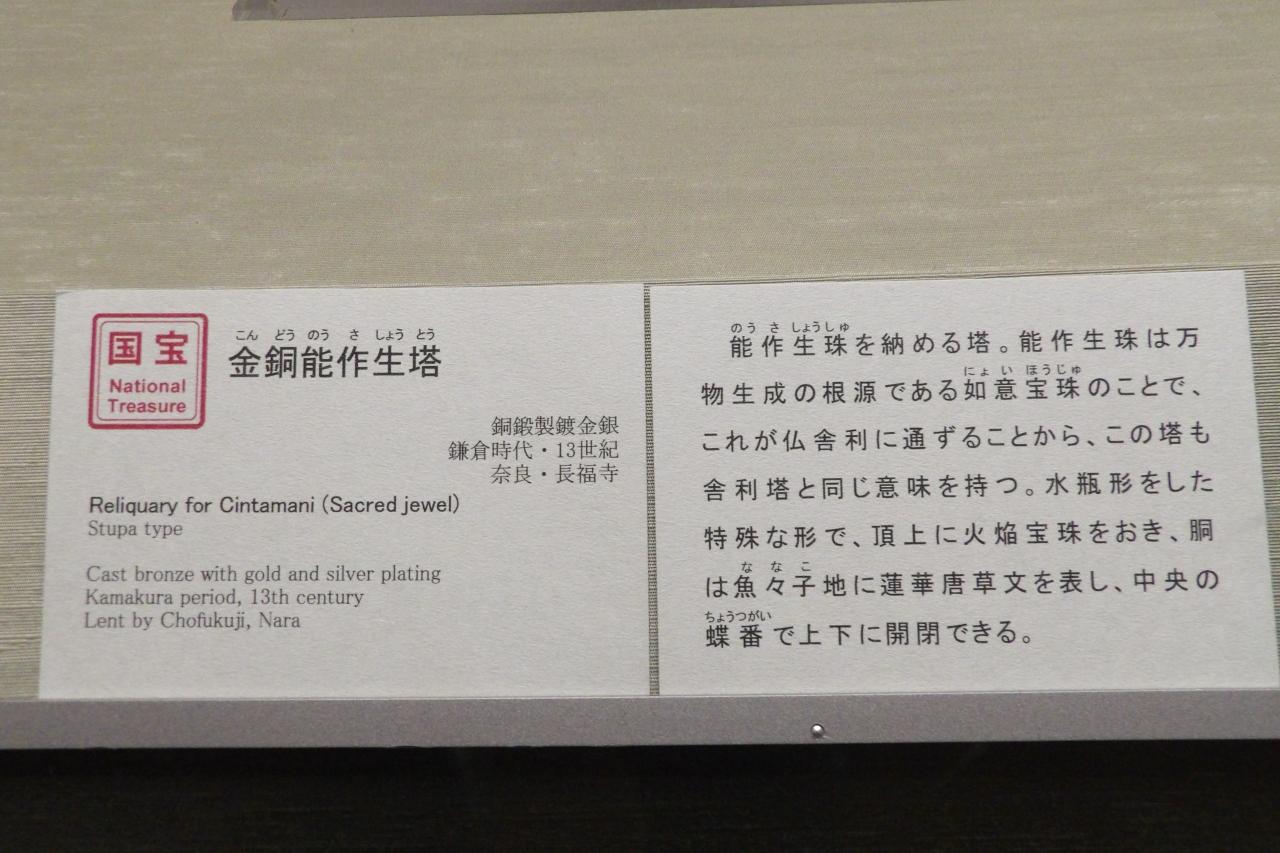 国宝
National
Treasure
こん どう のう さ しょう とう
金銅能作生塔
銅鍛製鍍金銀
鎌倉時代・13世紀
奈良・長福寺
Reliquary for Cintamani (Sacred jewel)
Stupa type
Cast bronze with gold and silver plating
Kamakura period, 13th century
Lent by Chofukuji, Nara
のう さ しょうしゅ
能作生珠を納める塔。能作生珠は万
にょ い ほうじゅ
物生成の根源である如意宝珠のことで、
これが仏舎利に通ずることから、この塔も
舎利塔と同じ意味を持つ。水瓶形をした
特殊な形で、頂上に火焔宝珠をおき、胴
な な こ
は魚々子地に蓮華唐草文を表し、中央の
ちょうつがい
蝶番で上下に開閉できる。